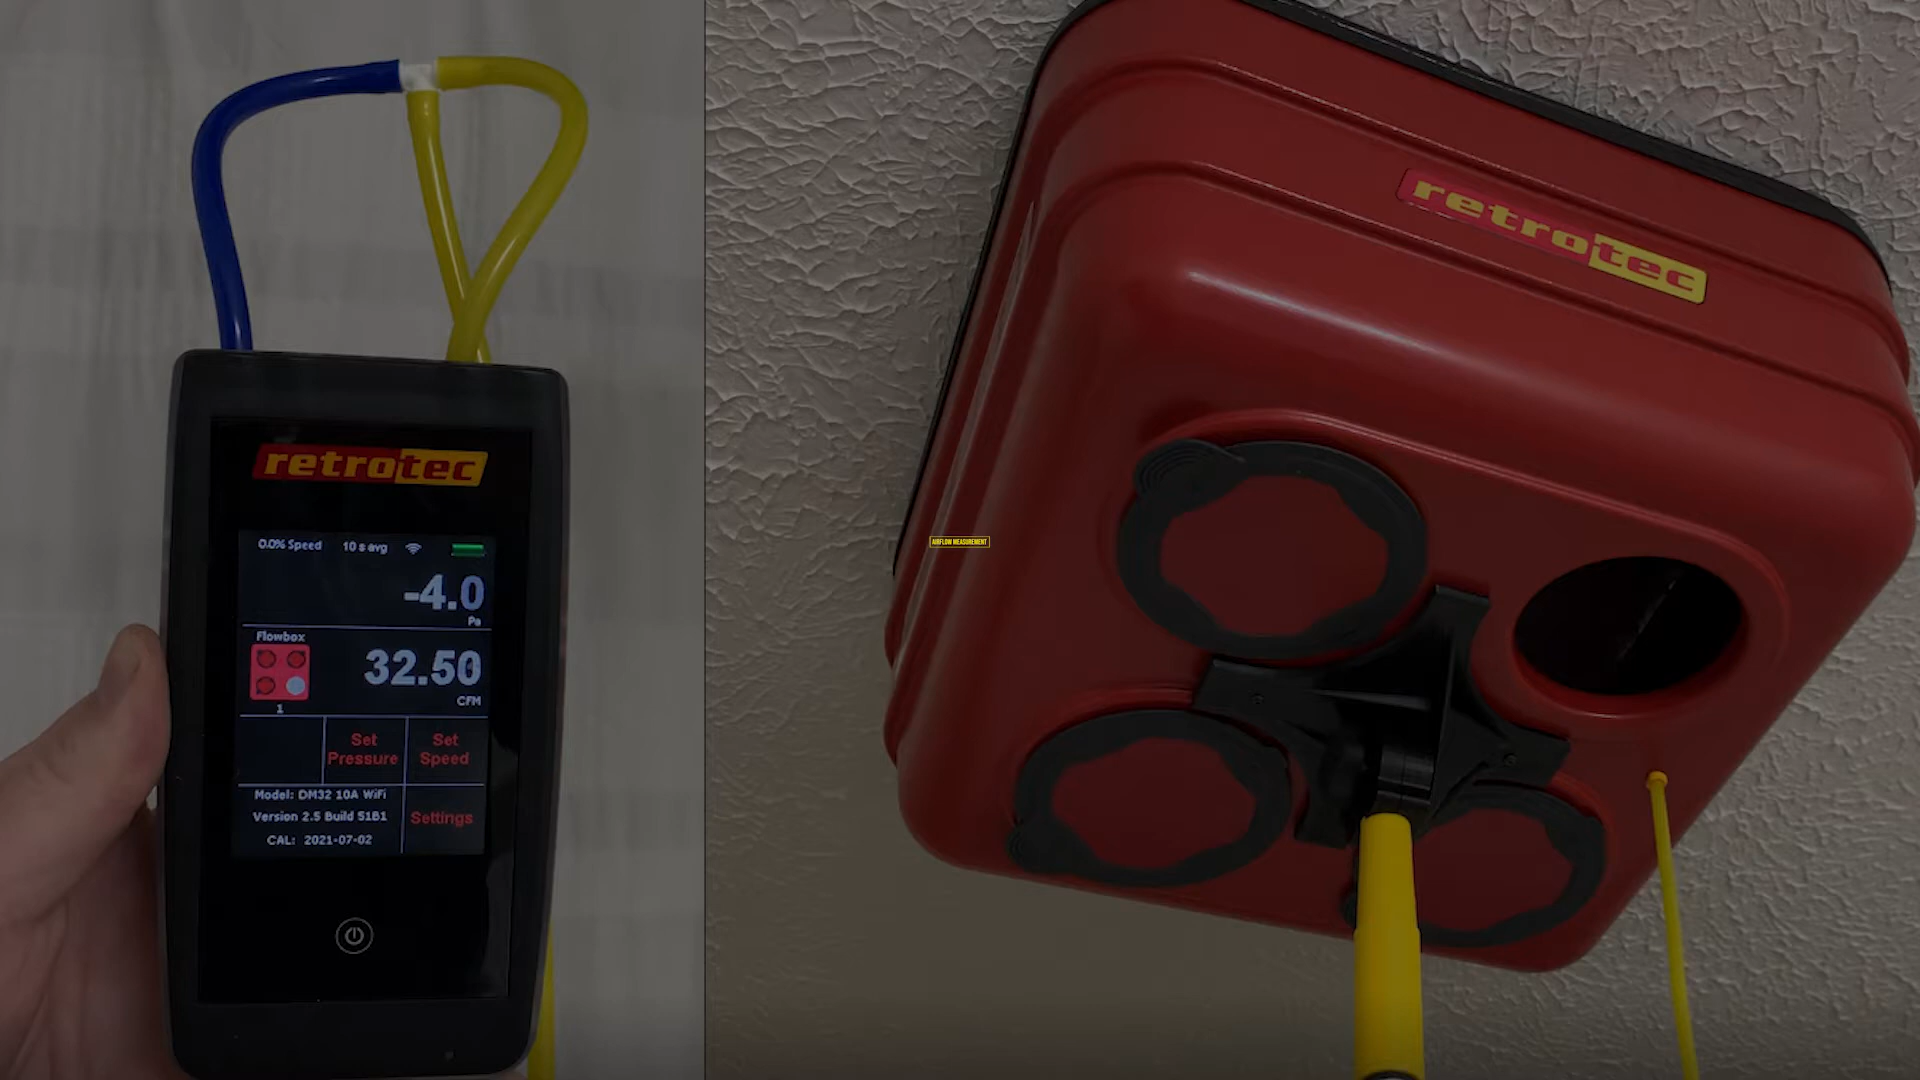 retrotec
0.0% Speed 10 s avg
-4.0
Pa
Flowbox
32.50
CFM
1
Set Pressure
Set Speed
Model: DM32 10A WiFi
Version 2.5 Build 51B1
CAL: 2021-07-02
Settings
AIRFLOW MEASUREMENT
retrotec